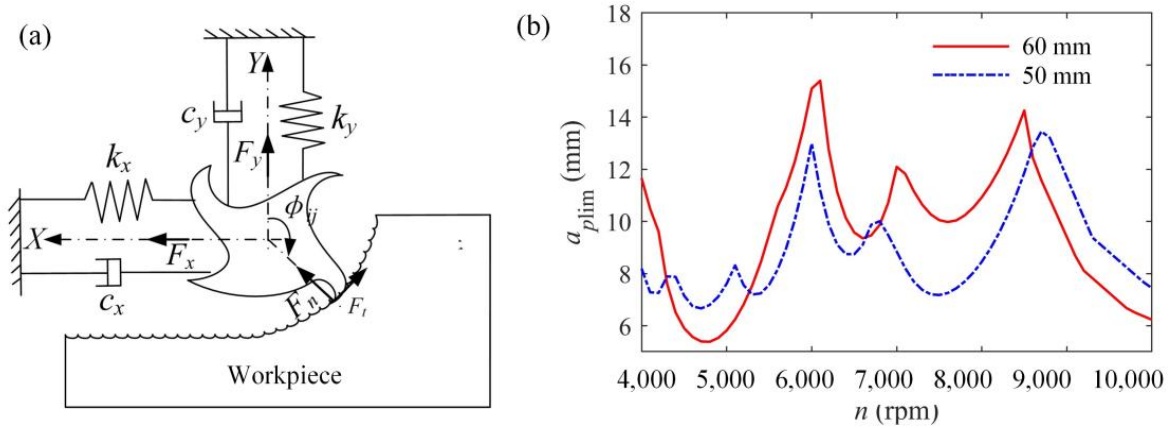 (a)
Y
c_y
k_y
F_y
k_x
ϕ_ij
X
F_x
c_x
F_n
F_t
Workpiece
(b)
18
16
14
12
10
8
6
a_plim (mm)
60 mm
50 mm
4,000 5,000 6,000 7,000 8,000 9,000 10,000
n (rpm)